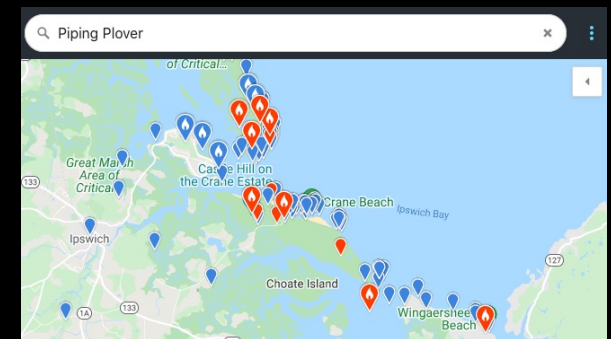 Piping Plover
of Critical...
Great Marsh
Area of
Critical
133
Castle Hill on
the Crane Estate
Crane Beach
Ipswich Bay
Ipswich
127
Choate Island
133
1A
Wingaersheek
Beach